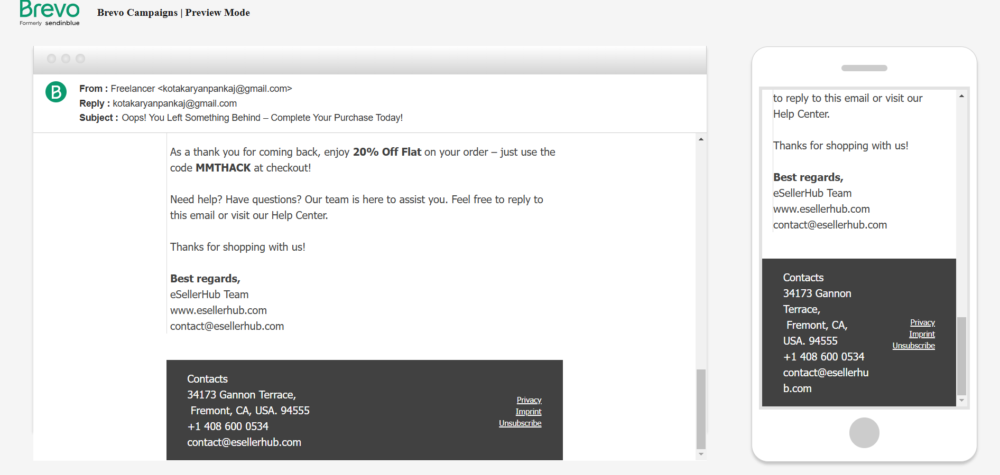 Brevo
Formerly sendinblue
Brevo Campaigns | Preview Mode
B
From : Freelancer <kotakaryanpankaj@gmail.com>
Reply : kotakaryanpankaj@gmail.com
Subject : Oops! You Left Something Behind – Complete Your Purchase Today!
As a thank you for coming back, enjoy 20% Off Flat on your order – just use the
code MMTHACK at checkout!
Need help? Have questions? Our team is here to assist you. Feel free to reply to
this email or visit our Help Center.
Thanks for shopping with us!
Best regards,
eSellerHub Team
www.esellerhub.com
contact@esellerhub.com
Contacts
34173 Gannon Terrace,
Fremont, CA, USA. 94555
+1 408 600 0534
contact@esellerhub.com
Privacy
Imprint
Unsubscribe
to reply to this email or visit our
Help Center.
Thanks for shopping with us!
Best regards,
eSellerHub Team
www.esellerhub.com
contact@esellerhub.com
Contacts
34173 Gannon
Terrace,
Fremont, CA,
USA. 94555
+1 408 600 0534
contact@esellerhu
b.com
Privacy
Imprint
Unsubscribe